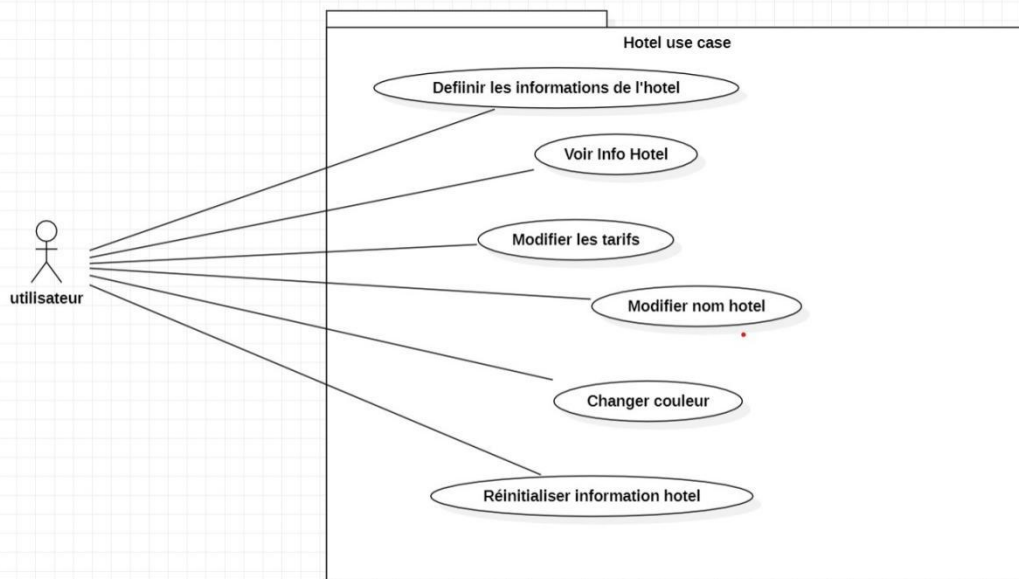 Hotel use case
Defiinir les informations de l'hotel
Voir Info Hotel
Modifier les tarifs
utilisateur
Modifier nom hotel
Changer couleur
Réinitialiser information hotel